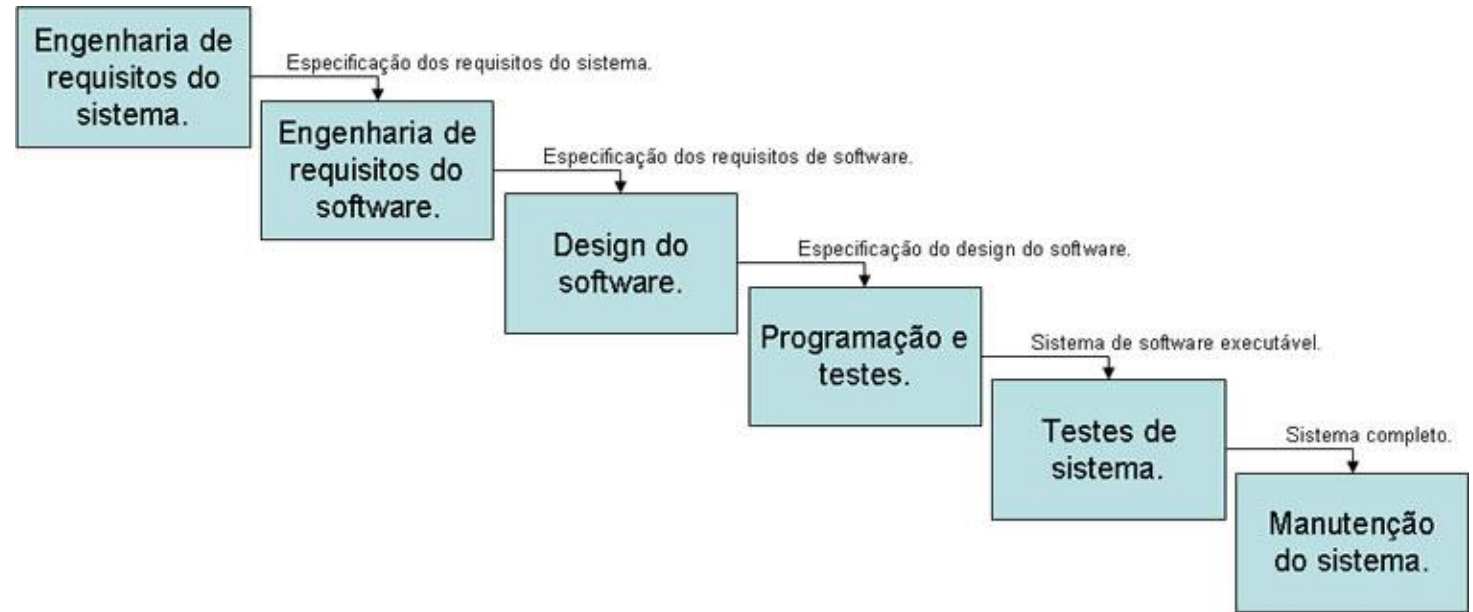 Engenharia de
requisitos do
sistema.
Especificação dos requisitos do sistema.
Engenharia de
requisitos do
software.
Especificação dos requisitos de software.
Design do
software.
Especificação do design do software.
Programação e
testes.
Sistema de software executável.
Testes de
sistema.
Sistema completo.
Manutenção
do sistema.